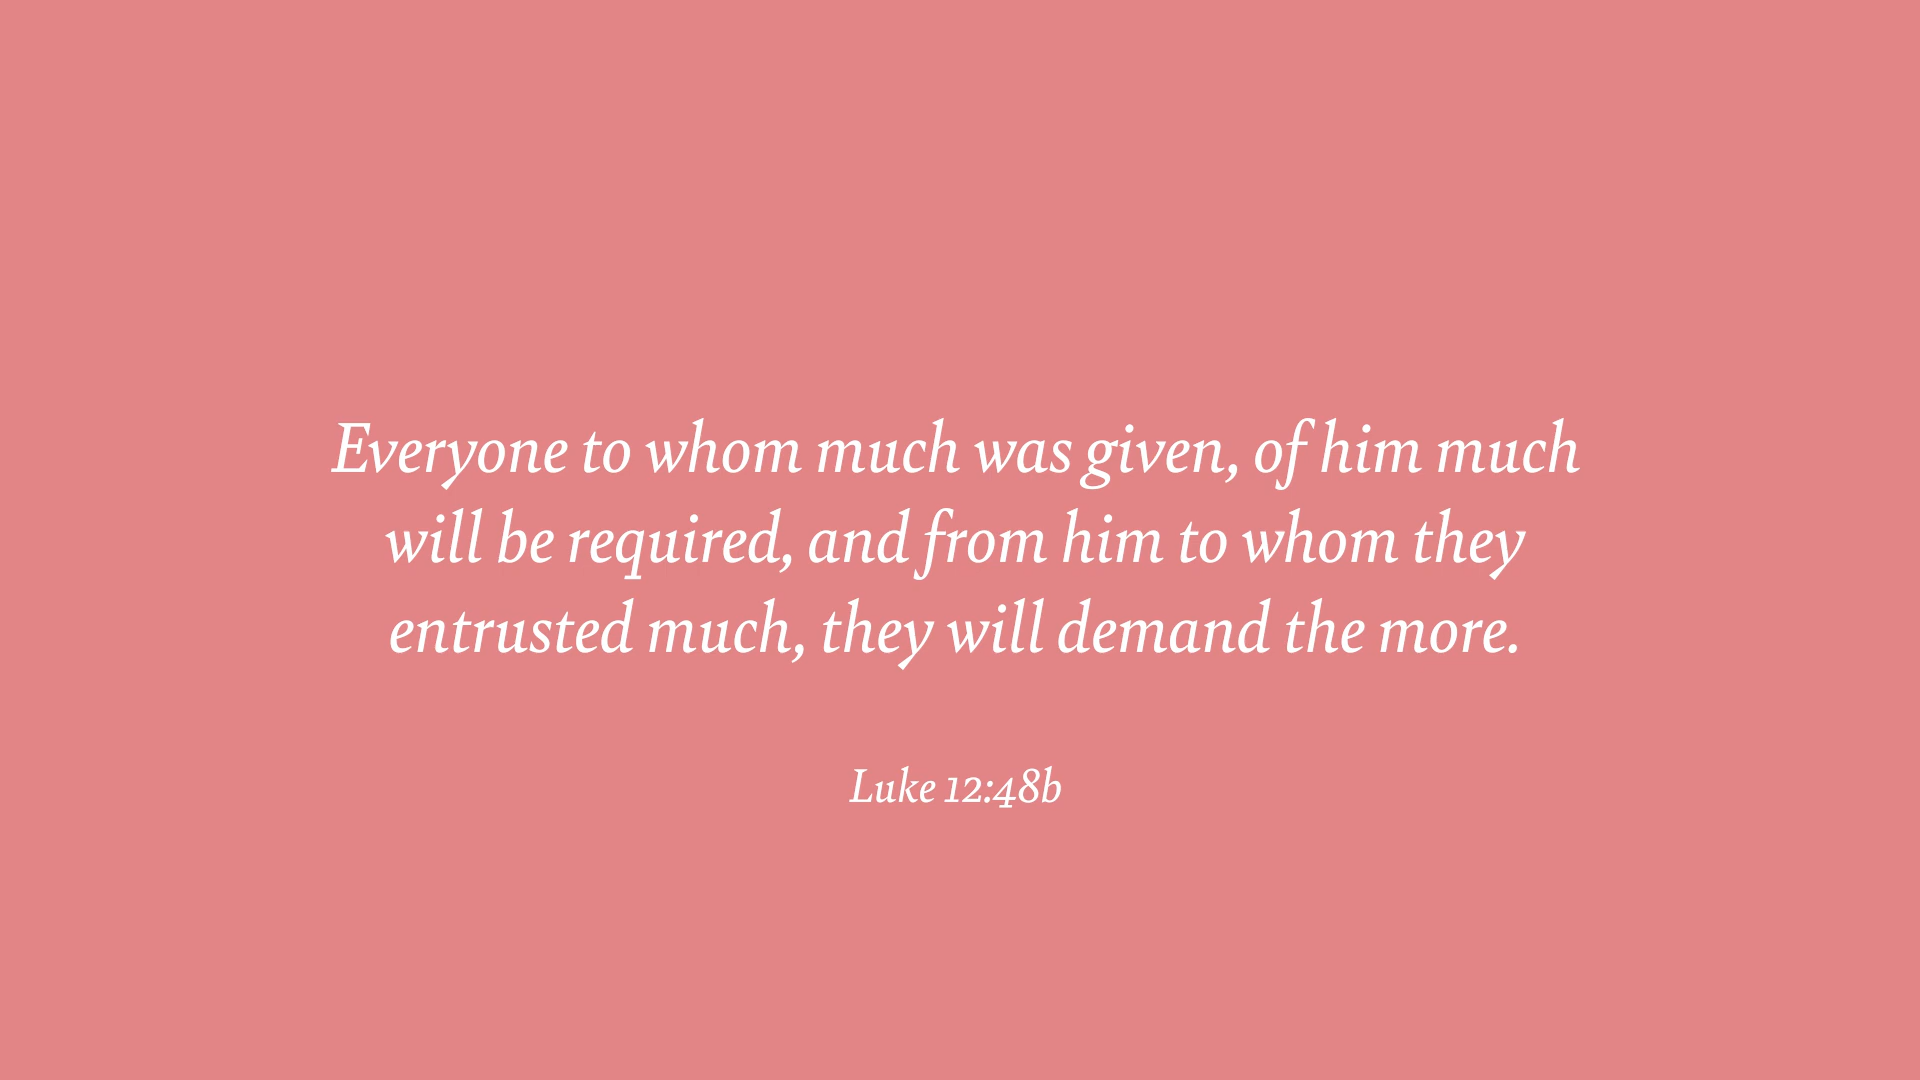 Everyone to whom much was given, of him much
will be required, and from him to whom they
entrusted much, they will demand the more.
Luke 12:48b